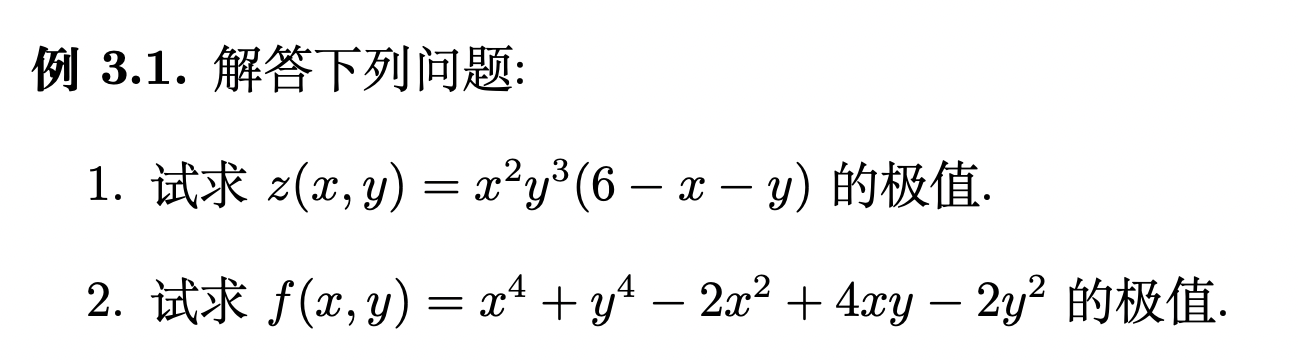 例 3.1. 解答下列问题:
1. 试求 z(x, y) = x²y³(6 − x − y) 的极值.
2. 试求 f(x, y) = x⁴ + y⁴ − 2x² + 4xy − 2y² 的极值.